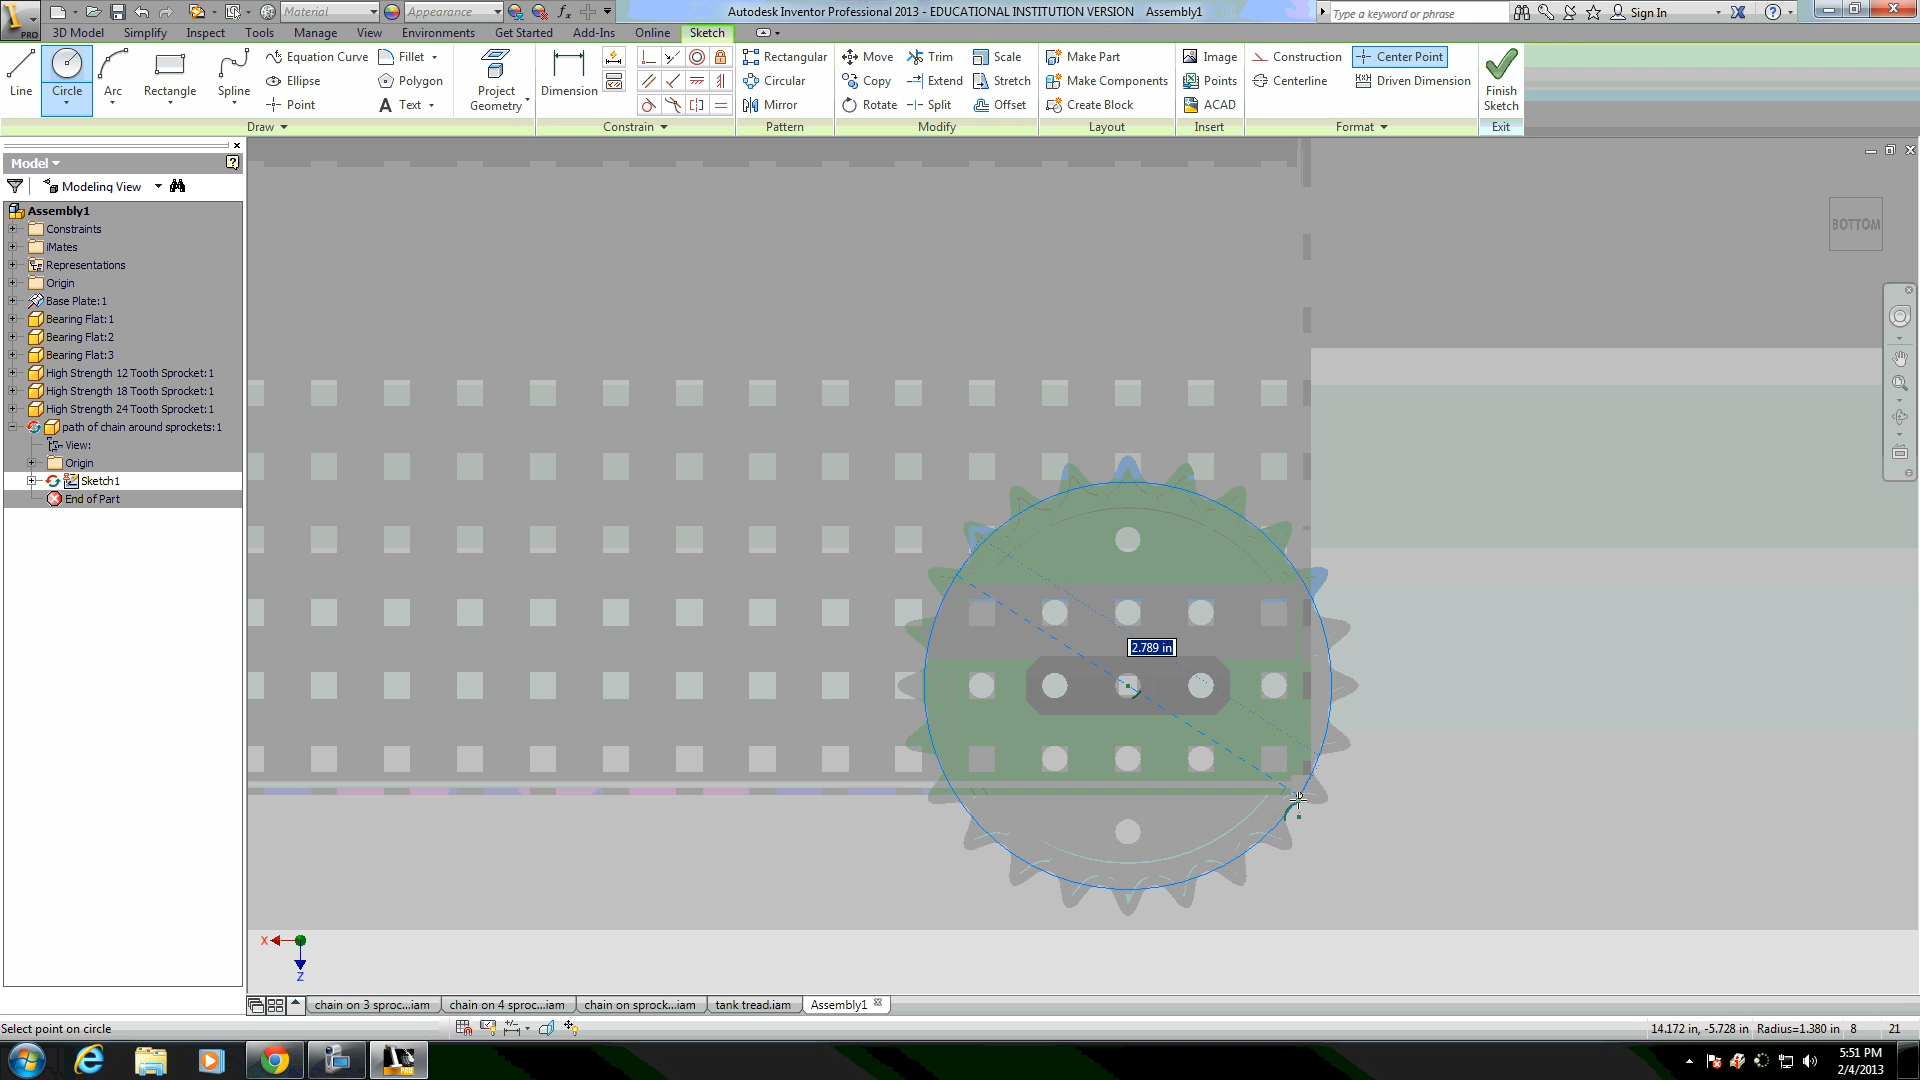 Material
Appearance
fx
Autodesk Inventor Professional 2013 - EDUCATIONAL INSTITUTION VERSION Assembly1
Type a keyword or phrase
Sign In
PRO
3D Model Simplify Inspect Tools Manage View Environments Get Started Add-Ins Online Sketch
Line
Circle
Arc
Rectangle
Spline
Equation Curve
Ellipse
Point
Fillet
Polygon
A Text
Project
Geometry
Dimension
Rectangular
Circular
Mirror
Move
Copy
Rotate
Trim
Extend
Split
Scale
Stretch
Offset
Make Part
Make Components
Create Block
Image
Points
ACAD
Construction
Centerline
Center Point
Driven Dimension
Finish
Sketch
Draw
Constrain
Pattern
Modify
Layout
Insert
Format
Exit
Model
Modeling View
Assembly1
Constraints
iMates
Representations
Origin
Base Plate:1
Bearing Flat:1
Bearing Flat:2
Bearing Flat:3
High Strength 12 Tooth Sprocket:1
High Strength 18 Tooth Sprocket:1
High Strength 24 Tooth Sprocket:1
path of chain around sprockets:1
View:
Origin
Sketch1
End of Part
BOTTOM
2.789 in
X
Z
chain on 3 sproc...iam
chain on 4 sproc...iam
chain on sprock...iam
tank tread.iam
Assembly1
Select point on circle
14.172 in, -5.728 in Radius=1.380 in 8 21
PRO
5:51 PM
2/4/2013